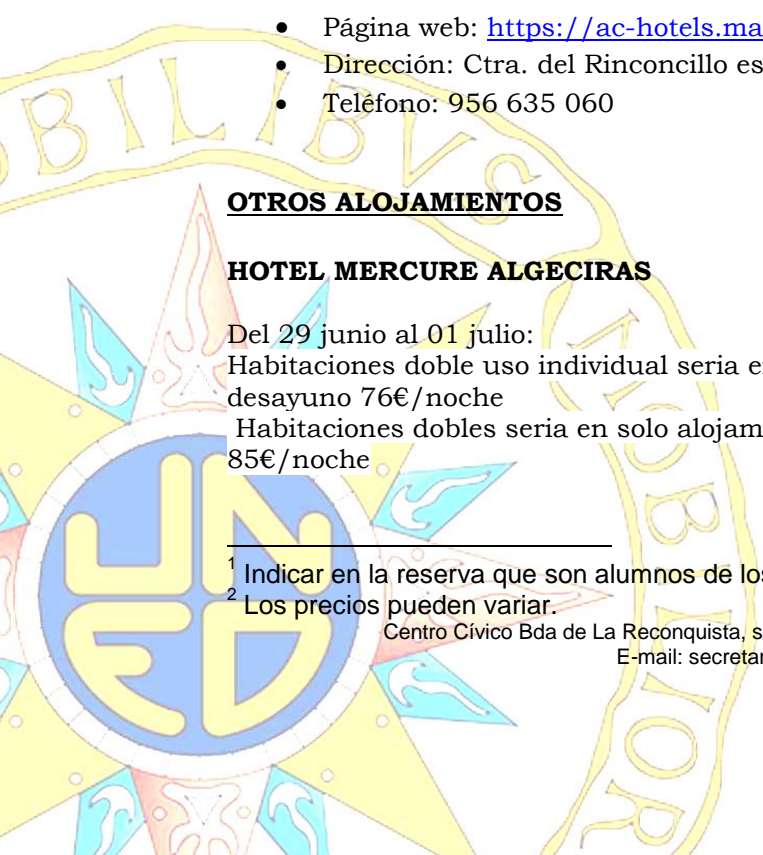 • Página web: https://ac-hotels.ma
• Dirección: Ctra. del Rinconcillo es
• Teléfono: 956 635 060
OTROS ALOJAMIENTOS
HOTEL MERCURE ALGECIRAS
Del 29 junio al 01 julio:
Habitaciones doble uso individual seria e
desayuno 76€/noche
Habitaciones dobles seria en solo alojam
85€/noche
1 Indicar en la reserva que son alumnos de los
2 Los precios pueden variar.
Centro Cívico Bda de La Reconquista, s
E-mail: secretar
UNED
OBILIBUS MOBILIOR